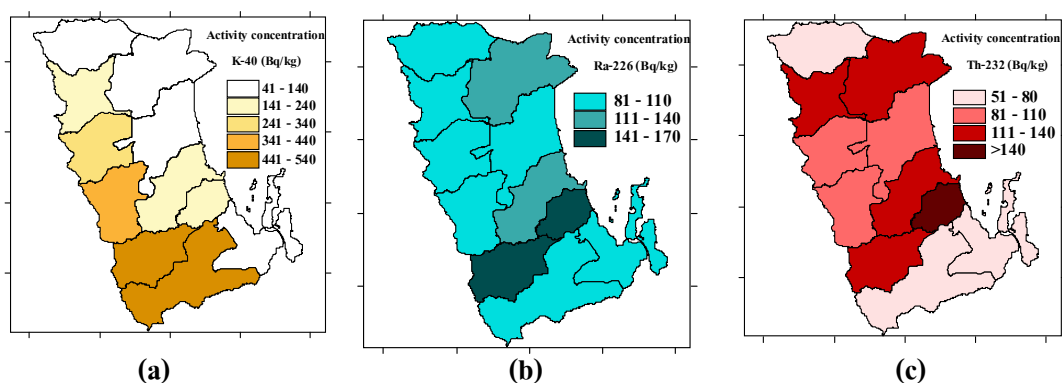 Activity concentration
K-40 (Bq/kg)
41 - 140
141 - 240
241 - 340
341 - 440
441 - 540
(a)
Activity concentration
Ra-226 (Bq/kg)
81 - 110
111 - 140
141 - 170
(b)
Activity concentration
Th-232 (Bq/kg)
51 - 80
81 - 110
111 - 140
>140
(c)